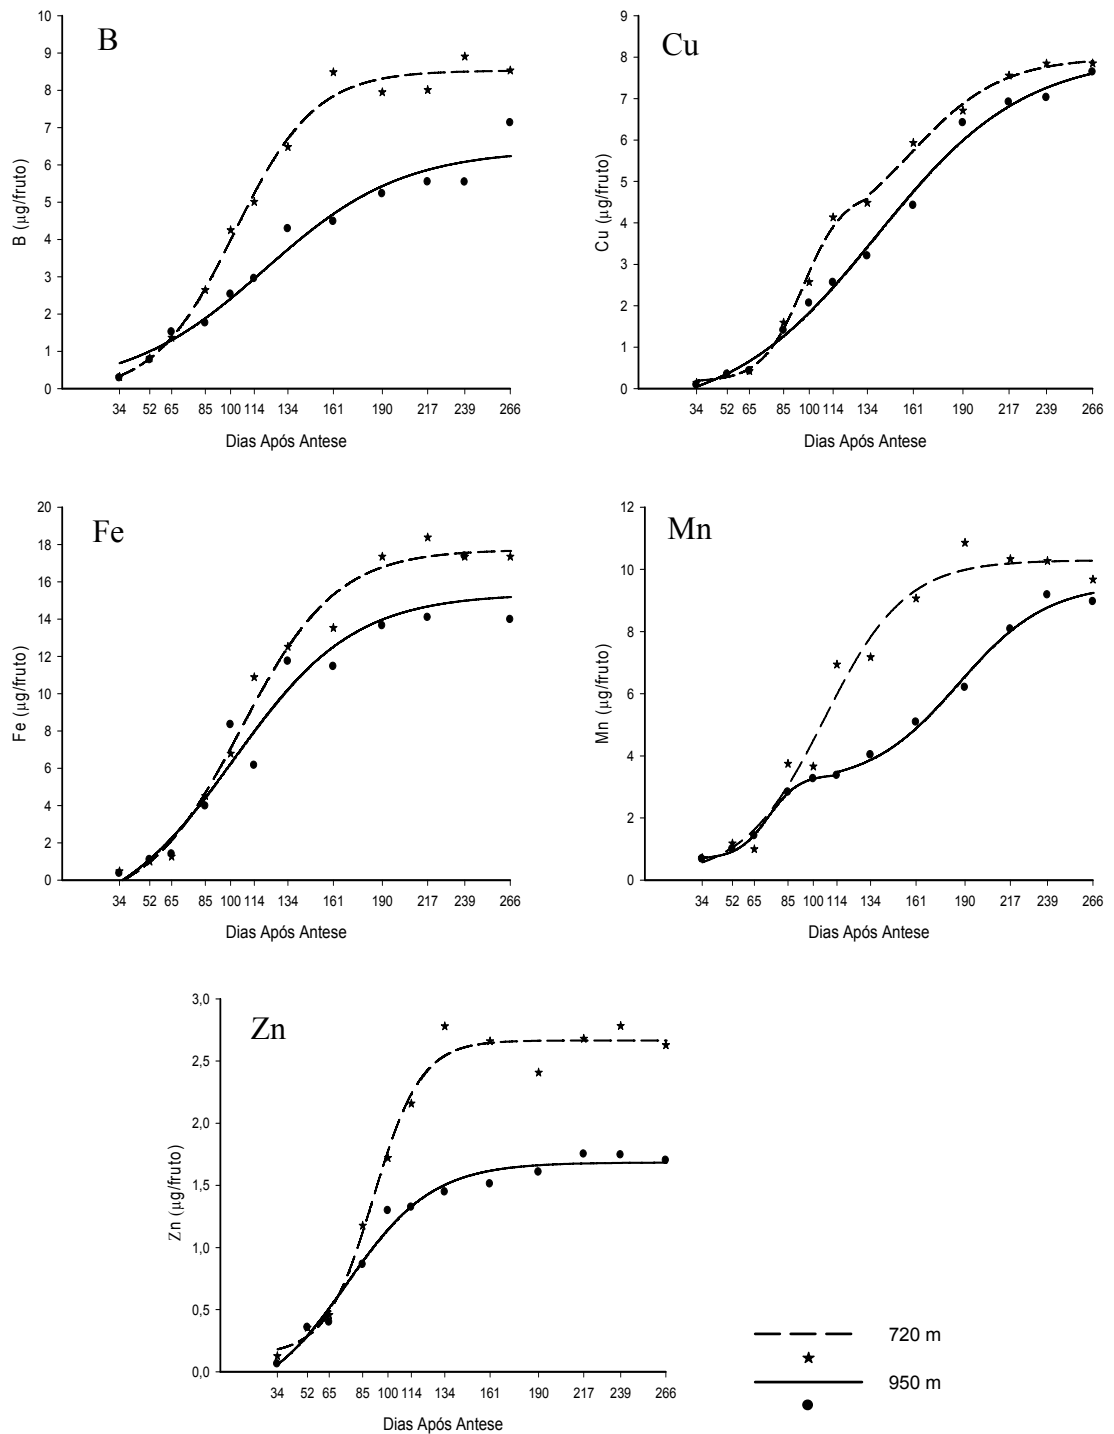 B
B (μg/fruto)
10
9
8
7
6
5
4
3
2
1
0
34 52 65 85 100 114 134 161 190 217 239 266
Dias Após Antese
Cu
Cu (μg/fruto)
9
8
7
6
5
4
3
2
1
0
34 52 65 85 100 114 134 161 190 217 239 266
Dias Após Antese
Fe
Fe (μg/fruto)
20
18
16
14
12
10
8
6
4
2
0
34 52 65 85 100 114 134 161 190 217 239 266
Dias Após Antese
Mn
Mn (μg/fruto)
12
10
8
6
4
2
0
34 52 65 85 100 114 134 161 190 217 239 266
Dias Após Antese
Zn
Zn (μg/fruto)
3,0
2,5
2,0
1,5
1,0
0,5
0,0
34 52 65 85 100 114 134 161 190 217 239 266
Dias Após Antese
720 m
950 m